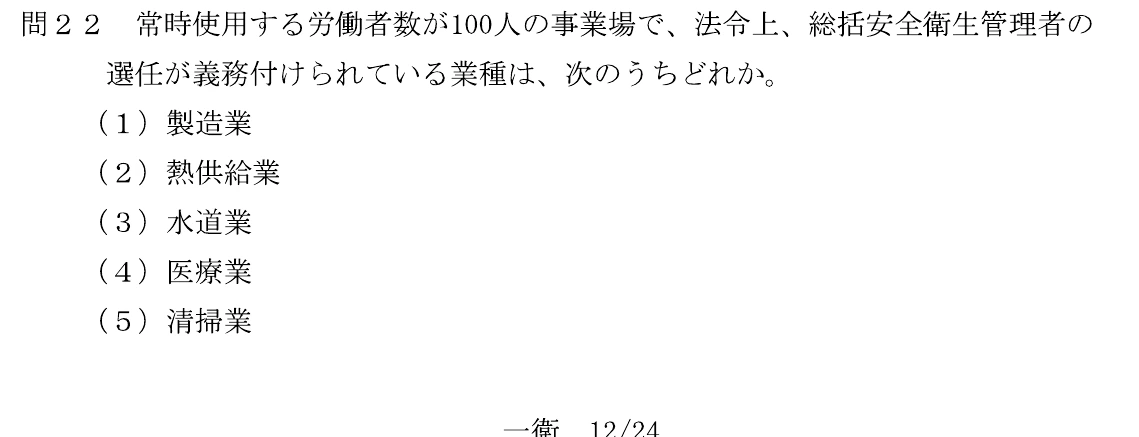 問２２　常時使用する労働者数が100人の事業場で、法令上、総括安全衛生管理者の
選任が義務付けられている業種は、次のうちどれか。
（１）製造業
（２）熱供給業
（３）水道業
（４）医療業
（５）清掃業
一衛　12/24